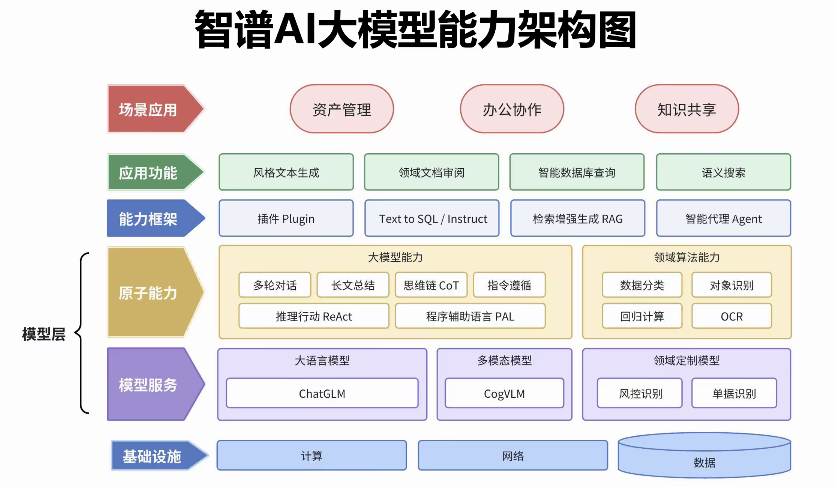 智谱AI大模型能力架构图
场景应用
资产管理
办公协作
知识共享
应用功能
风格文本生成
领域文档审阅
智能数据库查询
语义搜索
能力框架
插件 Plugin
Text to SQL / Instruct
检索增强生成 RAG
智能代理 Agent
模型层
原子能力
大模型能力
多轮对话
长文总结
思维链 CoT
指令遵循
推理行动 ReAct
程序辅助语言 PAL
领域算法能力
数据分类
对象识别
回归计算
OCR
模型服务
大语言模型
ChatGLM
多模态模型
CogVLM
领域定制模型
风控识别
单据识别
基础设施
计算
网络
数据